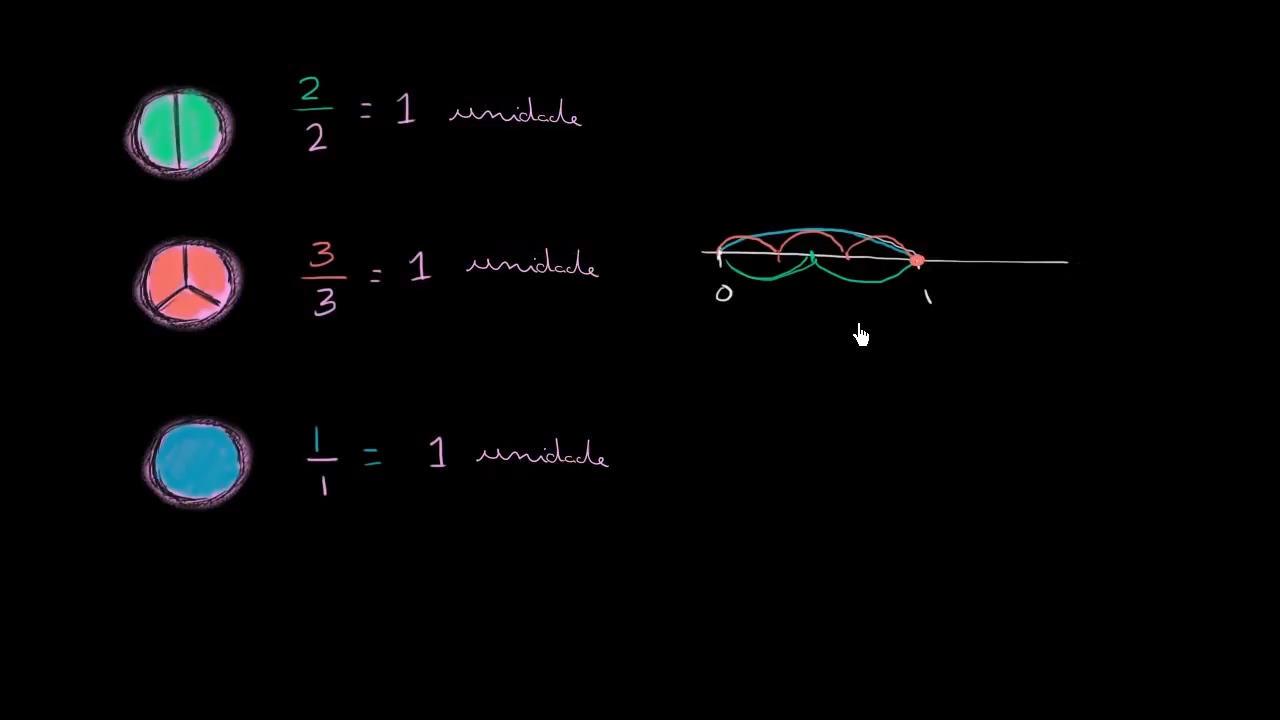 2/2 = 1 unidade
3/3 = 1 unidade
0 1
1/1 = 1 unidade